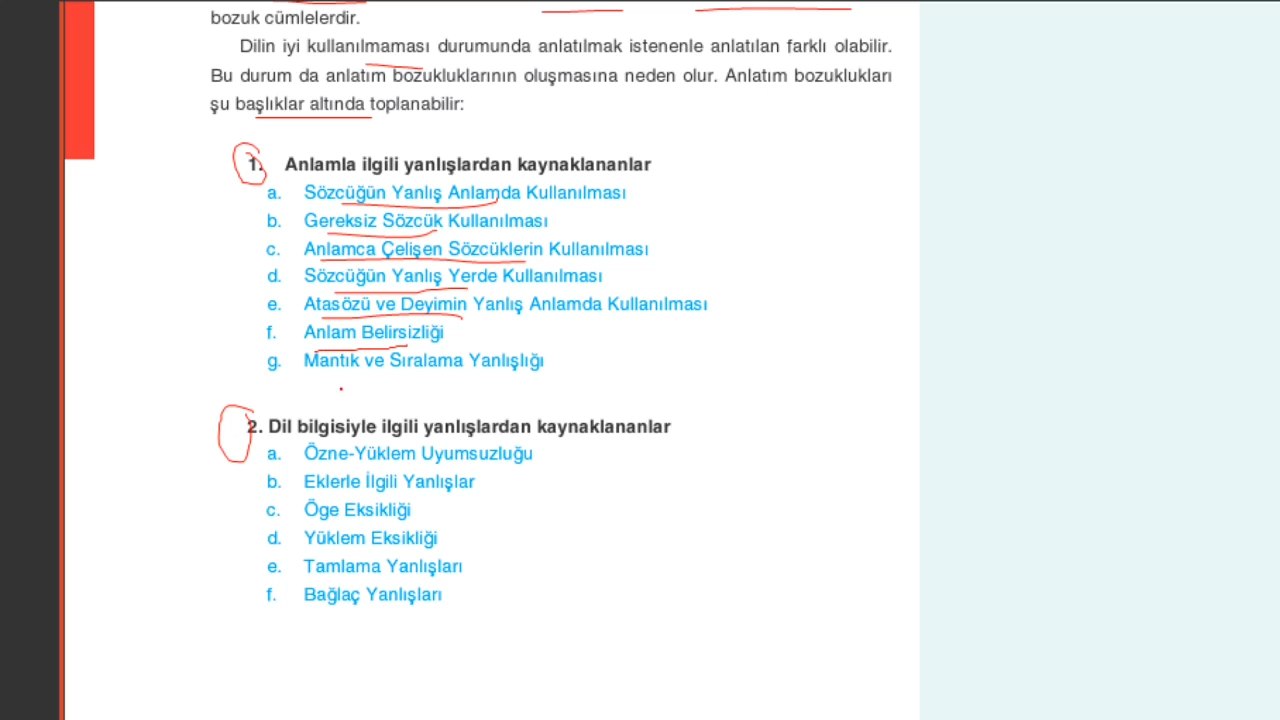 bozuk cümlelerdir.
Dilin iyi kullanılmaması durumunda anlatılmak istenenle anlatılan farklı olabilir.
Bu durum da anlatım bozukluklarının oluşmasına neden olur. Anlatım bozuklukları
şu başlıklar altında toplanabilir:
1. Anlamla ilgili yanlışlardan kaynaklananlar
a. Sözcüğün Yanlış Anlamda Kullanılması
b. Gereksiz Sözcük Kullanılması
c. Anlamca Çelişen Sözcüklerin Kullanılması
d. Sözcüğün Yanlış Yerde Kullanılması
e. Atasözü ve Deyimin Yanlış Anlamda Kullanılması
f. Anlam Belirsizliği
g. Mantık ve Sıralama Yanlışlığı
2. Dil bilgisiyle ilgili yanlışlardan kaynaklananlar
a. Özne-Yüklem Uyumsuzluğu
b. Eklerle İlgili Yanlışlar
c. Öge Eksikliği
d. Yüklem Eksikliği
e. Tamlama Yanlışları
f. Bağlaç Yanlışları